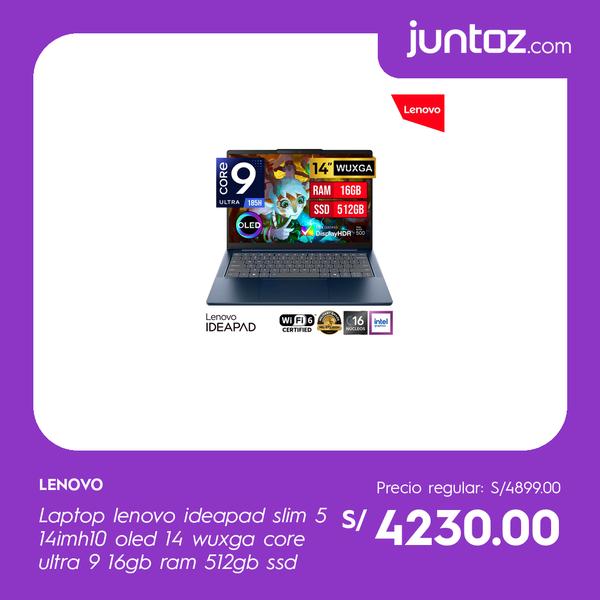 juntoz.com
Lenovo
CORE 9
ULTRA 185H
OLED
14" WUXGA
RAM 16GB
SSD 512GB
DisplayHDR
500
Lenovo
IDEAPAD
WiFi 6
CERTIFIED
16
NÚCLEOS
intel
LENOVO
Precio regular: S/4899.00
Laptop lenovo ideapad slim 5
14imh10 oled 14 wuxga core
ultra 9 16gb ram 512gb ssd
S/ 4230.00